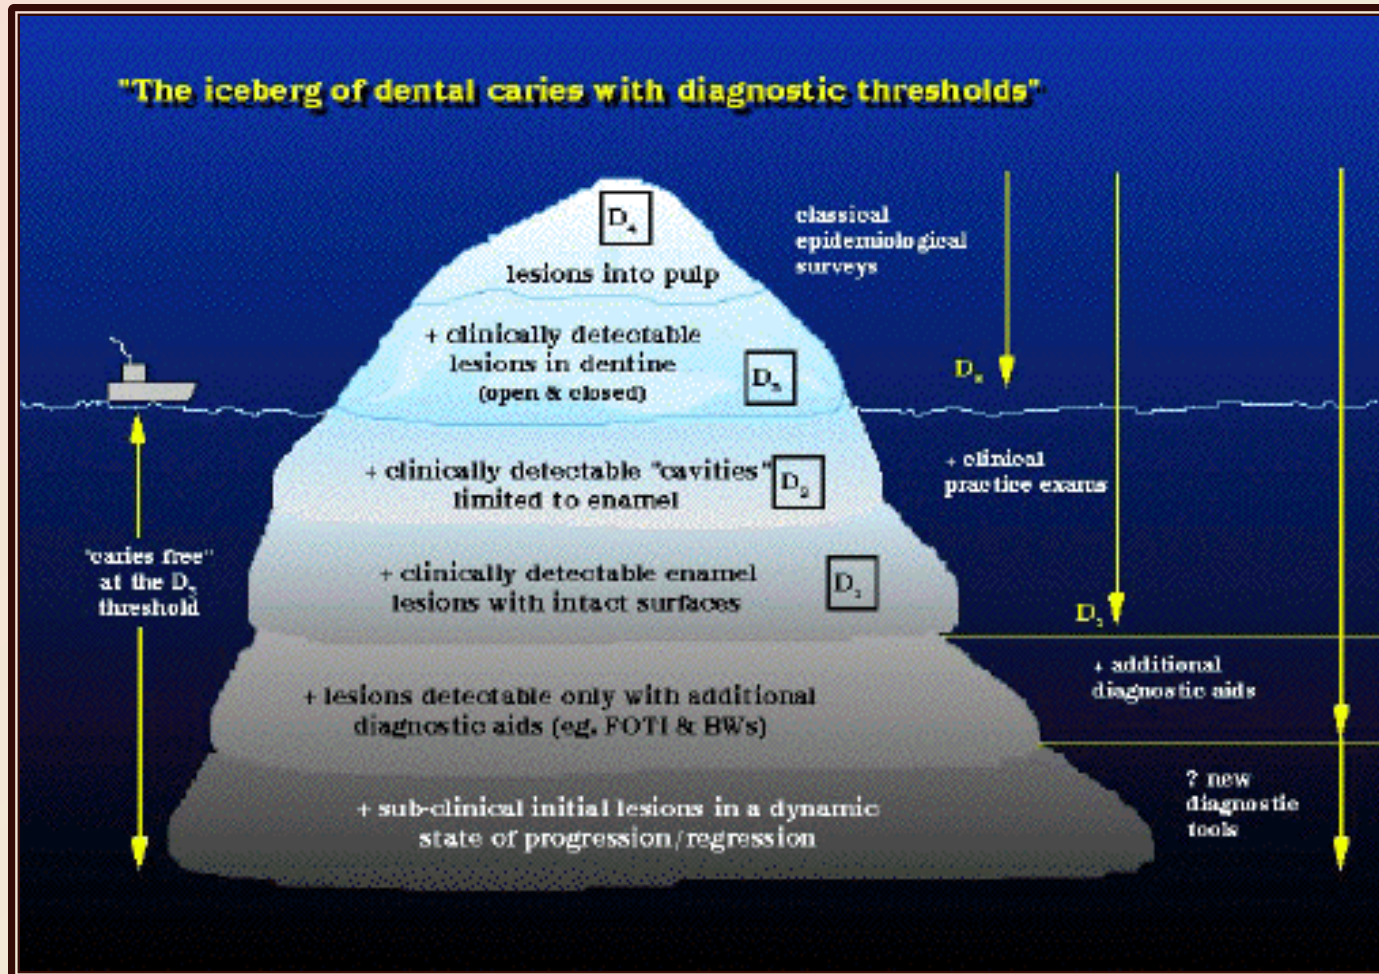 "The iceberg of dental caries with diagnostic thresholds"
D₄
lesions into pulp
+ clinically detectable
lesions in dentine
(open & closed)
D₃
+ clinically detectable "cavities"
limited to enamel
D₂
+ clinically detectable enamel
lesions with intact surfaces
D₁
+ lesions detectable only with additional
diagnostic aids (eg. FOTI & BWs)
+ sub-clinical initial lesions in a dynamic
state of progression/regression
"caries free"
at the D₃
threshold
classical
epidemiological
surveys
D₃
+ clinical
practice exams
D₁
+ additional
diagnostic aids
? new
diagnostic
tools